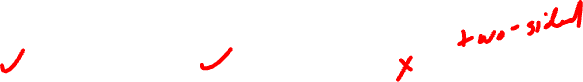 ✓ ✓ ✗ two-sided